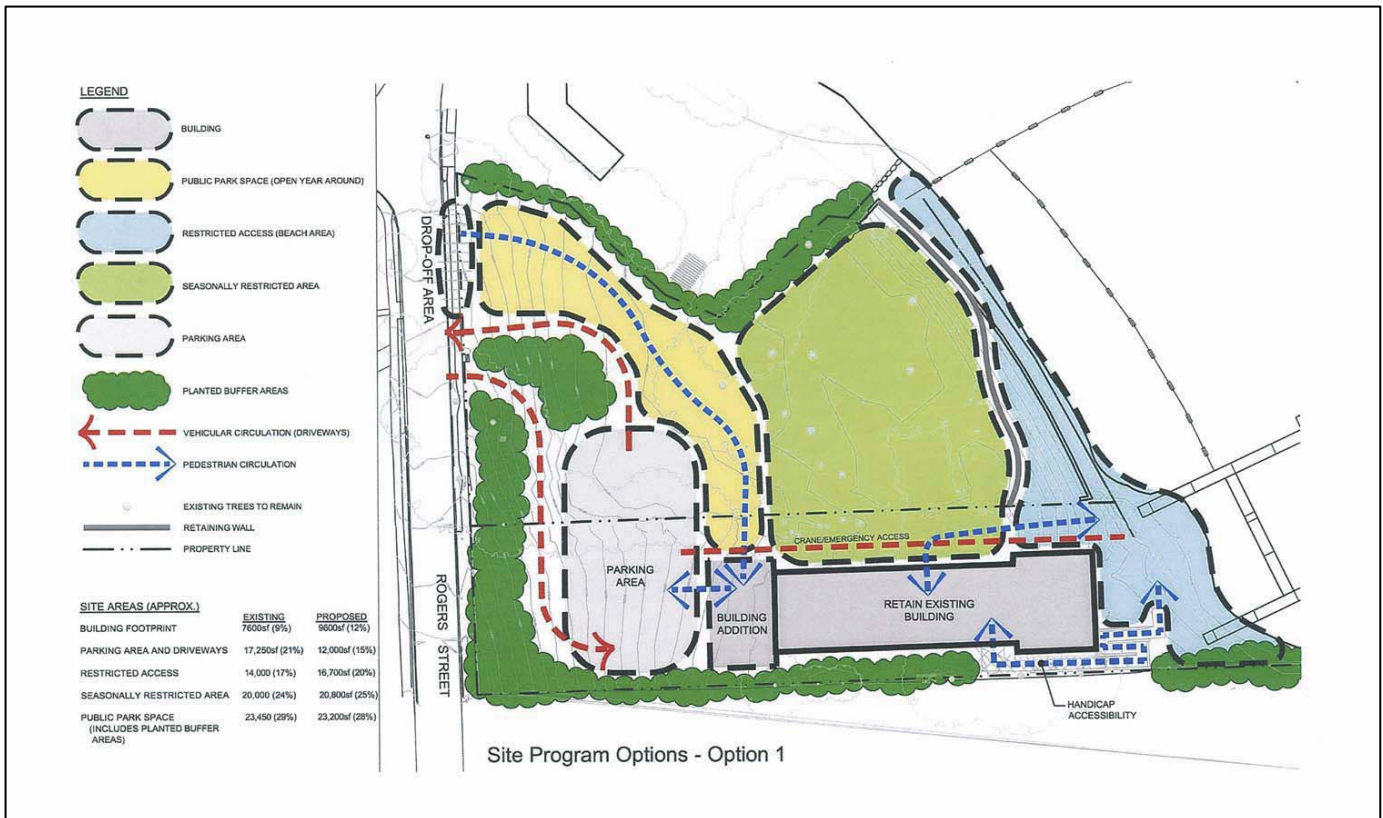 LEGEND
BUILDING
PUBLIC PARK SPACE (OPEN YEAR AROUND)
RESTRICTED ACCESS (BEACH AREA)
SEASONALLY RESTRICTED AREA
PARKING AREA
PLANTED BUFFER AREAS
VEHICULAR CIRCULATION (DRIVEWAYS)
PEDESTRIAN CIRCULATION
EXISTING TREES TO REMAIN
RETAINING WALL
PROPERTY LINE
SITE AREAS (APPROX.) EXISTING PROPOSED
BUILDING FOOTPRINT 7600sf (9%) 9600sf (12%)
PARKING AREA AND DRIVEWAYS 17,250sf (21%) 12,000sf (15%)
RESTRICTED ACCESS 14,000 (17%) 16,700sf (20%)
SEASONALLY RESTRICTED AREA 20,000 (24%) 20,800sf (25%)
PUBLIC PARK SPACE 23,450 (29%) 23,200sf (28%)
(INCLUDES PLANTED BUFFER
AREAS)
DROP-OFF AREA
ROGERS STREET
PARKING
AREA
BUILDING
ADDITION
CRANE/EMERGENCY ACCESS
RETAIN EXISTING
BUILDING
HANDICAP
ACCESSIBILITY
Site Program Options - Option 1